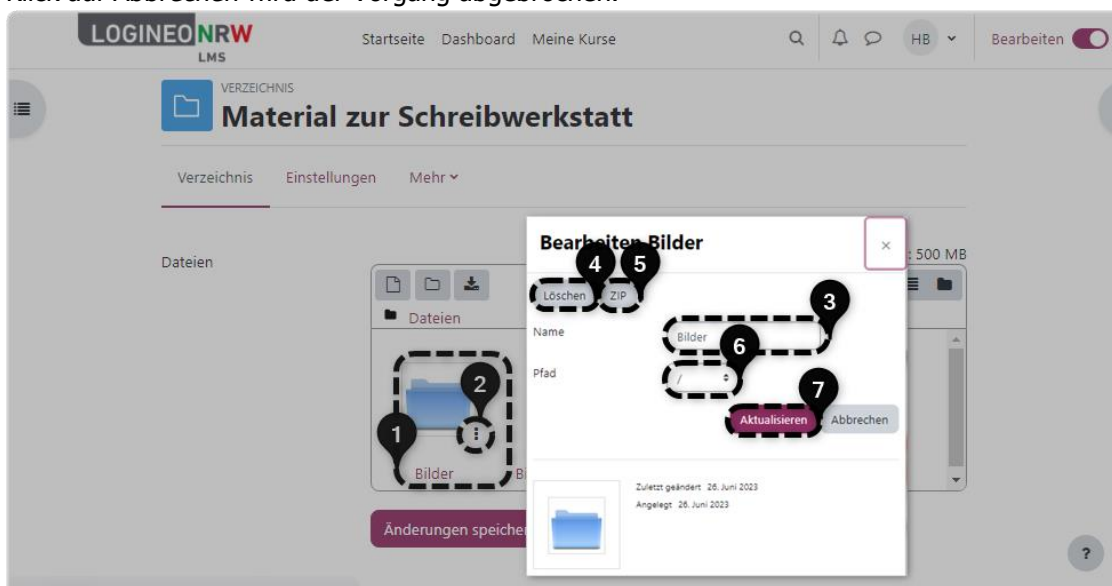 Klick auf Abbrechen wird der Vorgang abgebrochen.
LOGINEO NRW
LMS
Startseite Dashboard Meine Kurse
HB
Bearbeiten
VERZEICHNIS
Material zur Schreibwerkstatt
Verzeichnis Einstellungen Mehr
Dateien
: 500 MB
Dateien
Bilder
1
2
Änderungen speicher
Bearbeiten Bilder
×
4 5
Löschen ZIP
3
Name Bilder
6
Pfad /
7
Aktualisieren Abbrechen
Zuletzt geändert 26. Juni 2023
Angelegt 26. Juni 2023
?